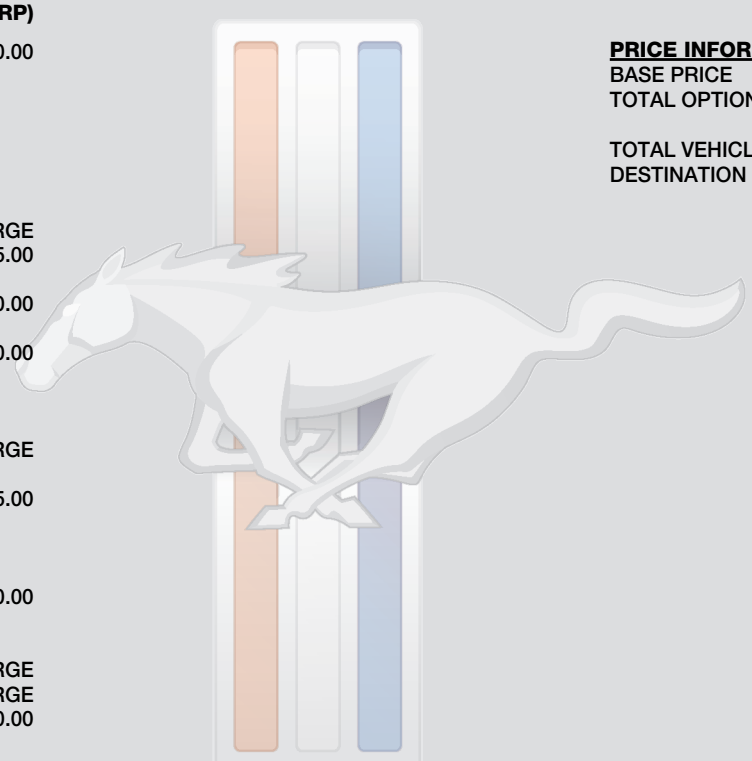 RP)
0.00
RGE
5.00
0.00
0.00
RGE
5.00
0.00
RGE
RGE
0.00
PRICE INFOR
BASE PRICE
TOTAL OPTION
TOTAL VEHICL
DESTINATION